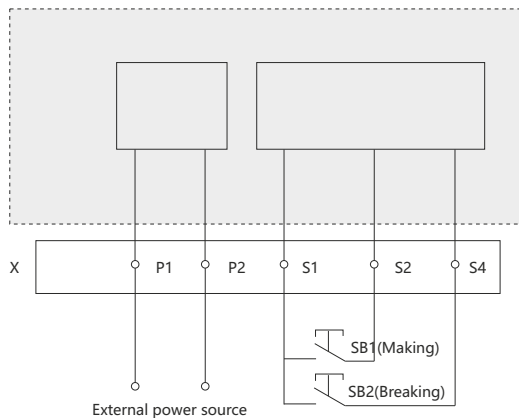 X P1 P2 S1 S2 S4
SB1(Making)
SB2(Breaking)
External power source